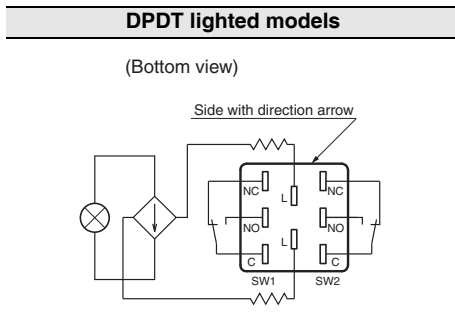 DPDT lighted models
(Bottom view)
Side with direction arrow
NC L NC
NO NO
L
C C
SW1 SW2